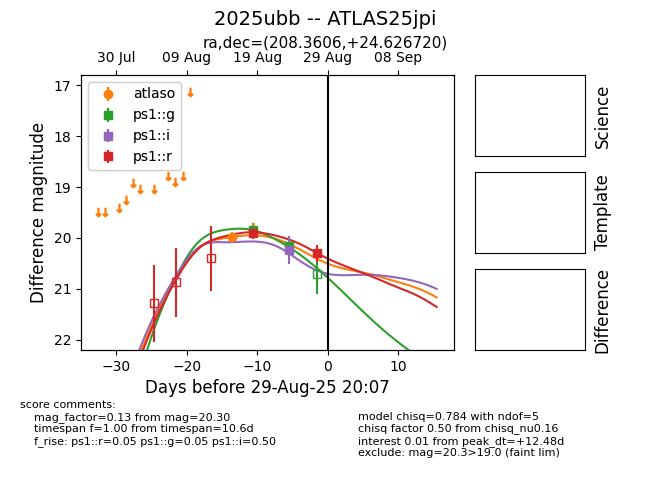 2025ubb -- ATLAS25jpi
ra,dec=(208.3606,+24.626720)
30 Jul 09 Aug 19 Aug 29 Aug 08 Sep
17
18
19
20
21
22
Difference magnitude
atlaso
ps1::g
ps1::i
ps1::r
−30 −20 −10 0 10
Days before 29-Aug-25 20:07
Science
Template
Difference
score comments:
mag_factor=0.13 from mag=20.30
timespan f=1.00 from timespan=10.6d
f_rise: ps1::r=0.05 ps1::g=0.05 ps1::i=0.50
model chisq=0.784 with ndof=5
chisq factor 0.50 from chisq_nu0.16
interest 0.01 from peak_dt=+12.48d
exclude: mag=20.3>19.0 (faint lim)